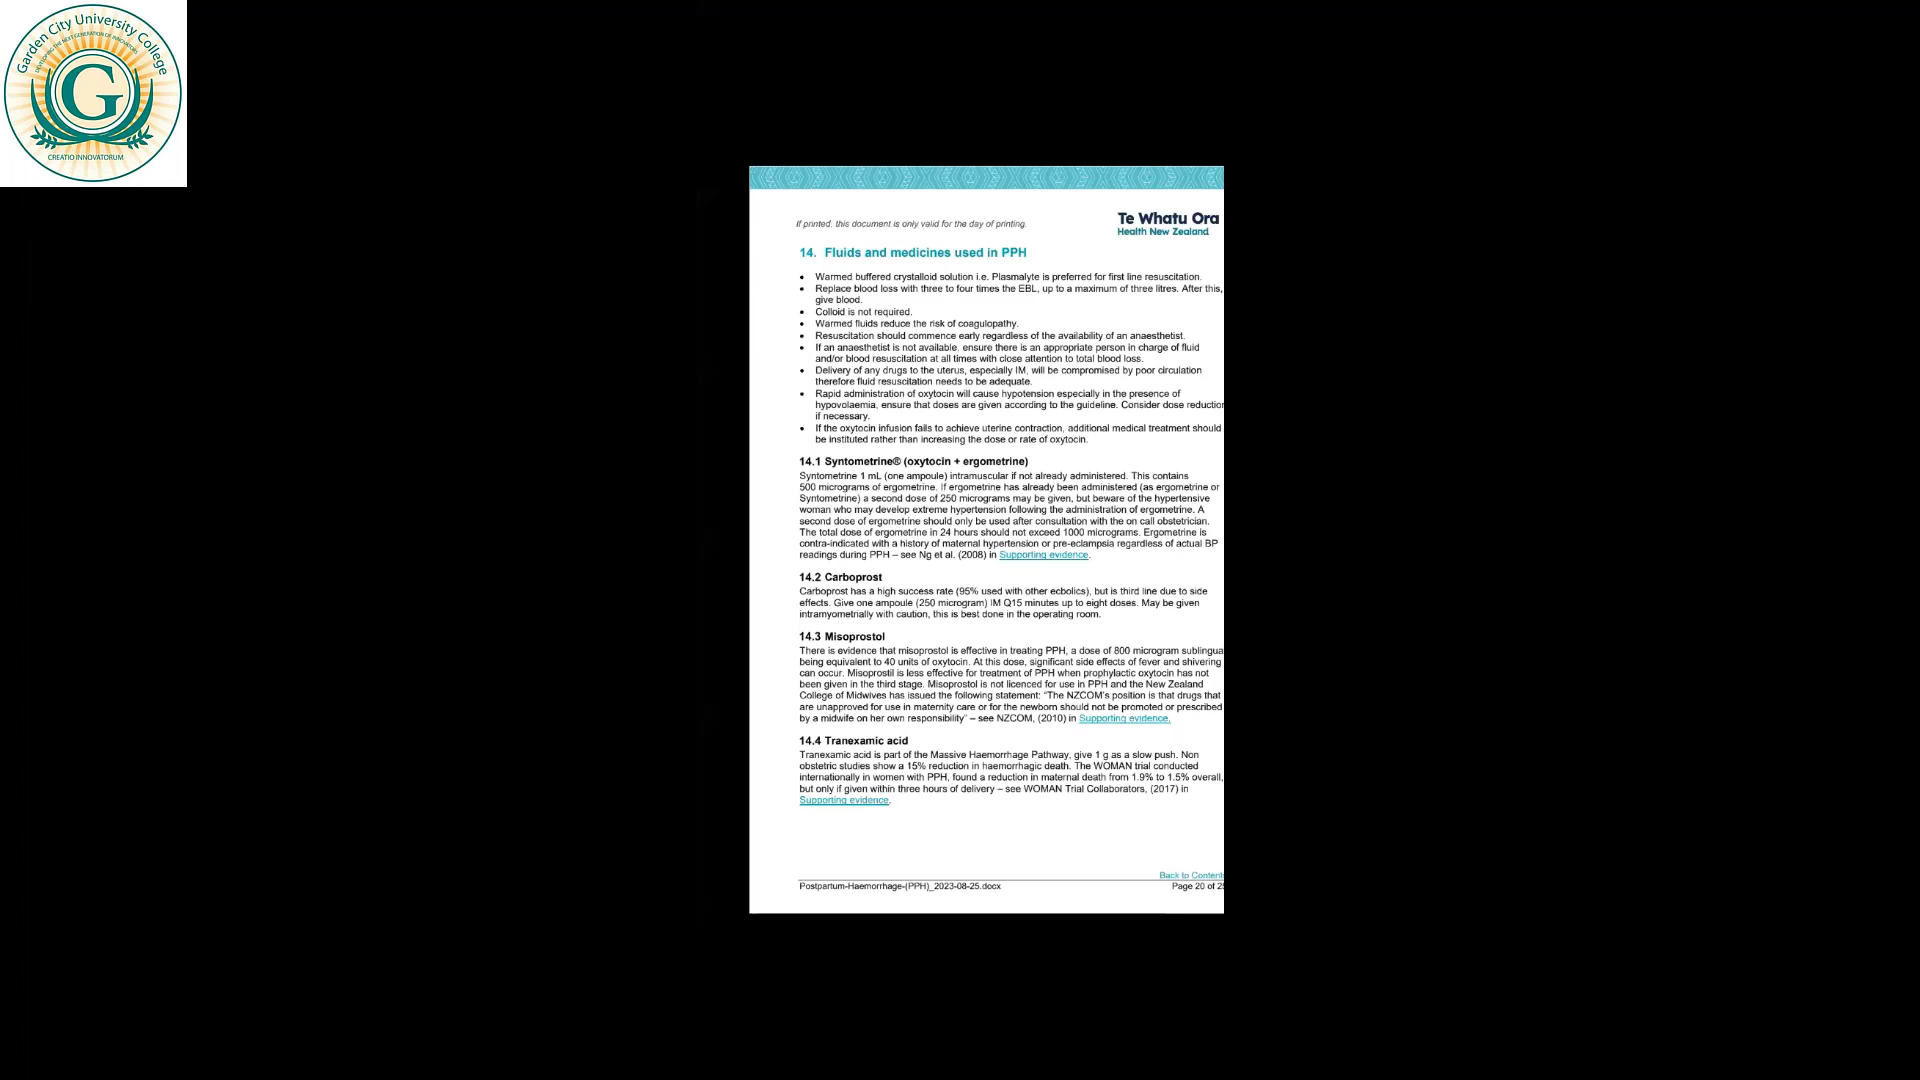 Garden City University College
DEVELOPING THE NEXT GENERATION OF INNOVATORS
G
CREATIO INNOVATORUM
If printed, this document is only valid for the day of printing.
Te Whatu Ora
Health New Zealand
14. Fluids and medicines used in PPH
• Warmed buffered crystalloid solution i.e. Plasmalyte is preferred for first line resuscitation.
• Replace blood loss with three to four times the EBL, up to a maximum of three litres. After this,
give blood.
• Colloid is not required.
• Warmed fluids reduce the risk of coagulopathy.
• Resuscitation should commence early regardless of the availability of an anaesthetist.
• If an anaesthetist is not available, ensure there is an appropriate person in charge of fluid
and/or blood resuscitation at all times with close attention to total blood loss.
• Delivery of any drugs to the uterus, especially IM, will be compromised by poor circulation
therefore fluid resuscitation needs to be adequate.
• Rapid administration of oxytocin will cause hypotension especially in the presence of
hypovolaemia, ensure that doses are given according to the guideline. Consider dose reduction
if necessary.
• If the oxytocin infusion fails to achieve uterine contraction, additional medical treatment should
be instituted rather than increasing the dose or rate of oxytocin.
14.1 Syntometrine® (oxytocin + ergometrine)
Syntometrine 1 mL (one ampoule) intramuscular if not already administered. This contains
500 micrograms of ergometrine. If ergometrine has already been administered (as ergometrine or
Syntometrine) a second dose of 250 micrograms may be given, but beware of the hypertensive
woman who may develop extreme hypertension following the administration of ergometrine. A
second dose of ergometrine should only be used after consultation with the on call obstetrician.
The total dose of ergometrine in 24 hours should not exceed 1000 micrograms. Ergometrine is
contra-indicated with a history of maternal hypertension or pre-eclampsia regardless of actual BP
readings during PPH – see Ng et al. (2008) in Supporting evidence.
14.2 Carboprost
Carboprost has a high success rate (95% used with other ecbolics), but is third line due to side
effects. Give one ampoule (250 microgram) IM Q15 minutes up to eight doses. May be given
intramyometrially with caution, this is best done in the operating room.
14.3 Misoprostol
There is evidence that misoprostol is effective in treating PPH, a dose of 800 microgram sublingua
being equivalent to 40 units of oxytocin. At this dose, significant side effects of fever and shivering
can occur. Misoprostil is less effective for treatment of PPH when prophylactic oxytocin has not
been given in the third stage. Misoprostol is not licenced for use in PPH and the New Zealand
College of Midwives has issued the following statement: “The NZCOM’s position is that drugs that
are unapproved for use in maternity care or for the newborn should not be promoted or prescribed
by a midwife on her own responsibility” – see NZCOM, (2010) in Supporting evidence.
14.4 Tranexamic acid
Tranexamic acid is part of the Massive Haemorrhage Pathway, give 1 g as a slow push. Non
obstetric studies show a 15% reduction in haemorrhagic death. The WOMAN trial conducted
internationally in women with PPH, found a reduction in maternal death from 1.9% to 1.5% overall,
but only if given within three hours of delivery – see WOMAN Trial Collaborators, (2017) in
Supporting evidence.
Back to Contents
Postpartum-Haemorrhage-(PPH)_2023-08-25.docx
Page 20 of 25